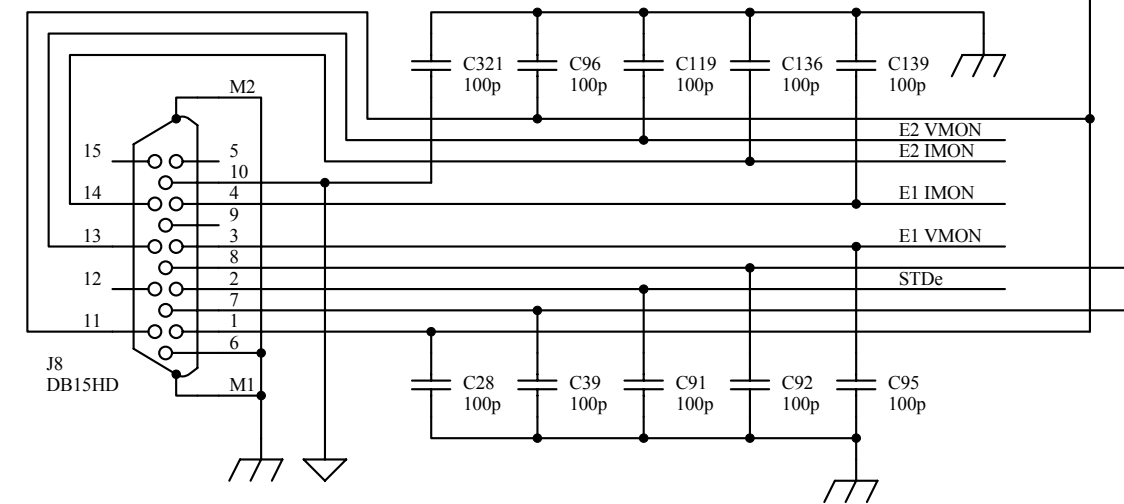 C321 C96 C119 C136 C139
100p 100p 100p 100p 100p
M2
E2 VMON
15 5 E2 IMON
10
14 4 E1 IMON
9
13 3 E1 VMON
8
12 2 STDe
7
11 1
6
J8
DB15HD M1 C28 C39 C91 C92 C95
100p 100p 100p 100p 100p